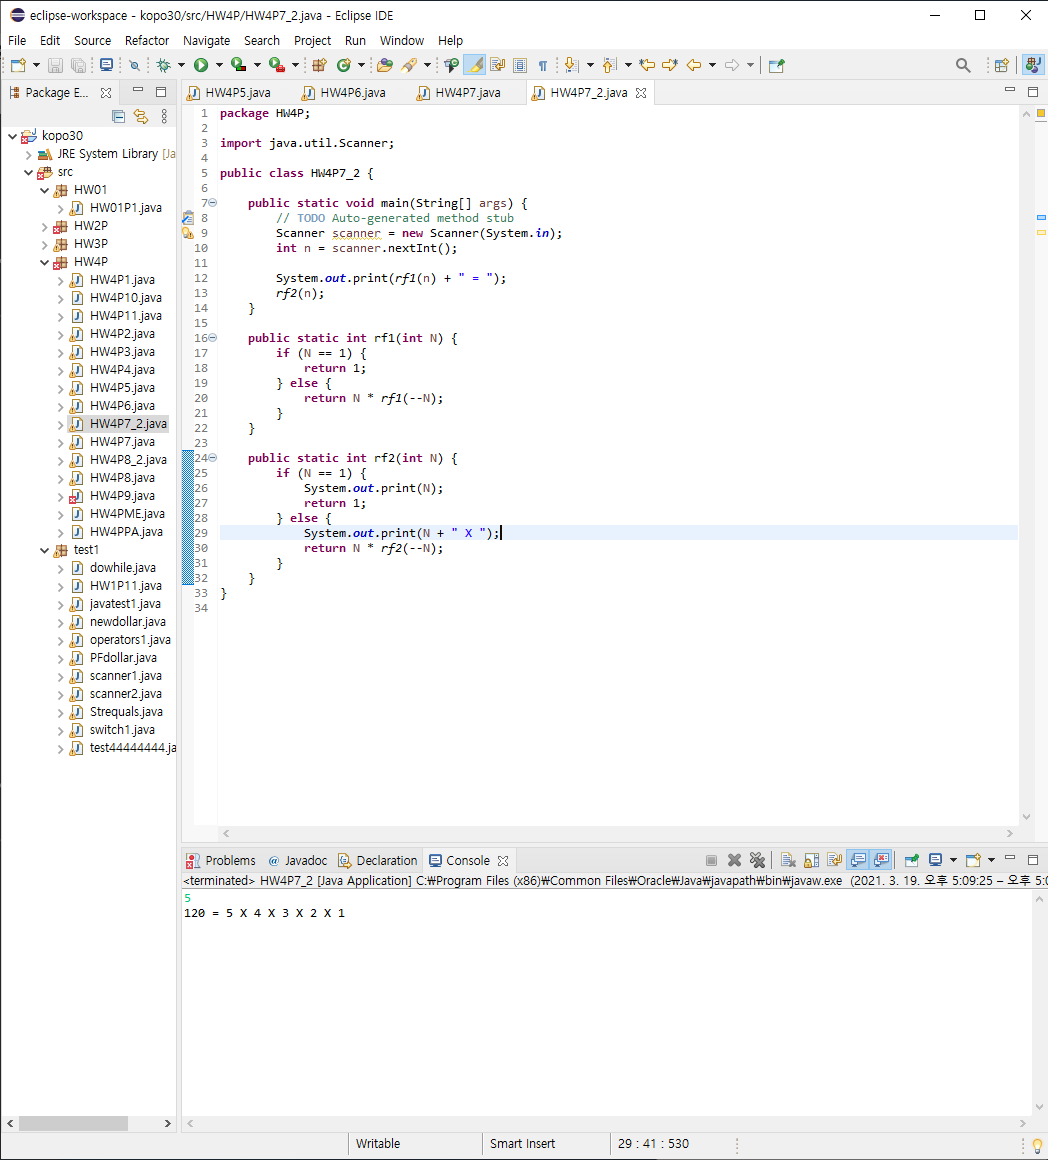 eclipse-workspace - kopo30/src/HW4P/HW4P7_2.java - Eclipse IDE
File Edit Source Refactor Navigate Search Project Run Window Help
Package E...
kopo30
JRE System Library [Ja
src
HW01
HW01P1.java
HW2P
HW3P
HW4P
HW4P1.java
HW4P10.java
HW4P11.java
HW4P2.java
HW4P3.java
HW4P4.java
HW4P5.java
HW4P6.java
HW4P7_2.java
HW4P7.java
HW4P8_2.java
HW4P8.java
HW4P9.java
HW4PME.java
HW4PPA.java
test1
dowhile.java
HW1P11.java
javatest1.java
newdollar.java
operators1.java
PFdollar.java
scanner1.java
scanner2.java
Strequals.java
switch1.java
test44444444.ja
HW4P5.java HW4P6.java HW4P7.java HW4P7_2.java
1 package HW4P;
2
3 import java.util.Scanner;
4
5 public class HW4P7_2 {
6
7 public static void main(String[] args) {
8 // TODO Auto-generated method stub
9 Scanner scanner = new Scanner(System.in);
10 int n = scanner.nextInt();
11
12 System.out.print(rf1(n) + " = ");
13 rf2(n);
14 }
15
16 public static int rf1(int N) {
17 if (N == 1) {
18 return 1;
19 } else {
20 return N * rf1(--N);
21 }
22 }
23
24 public static int rf2(int N) {
25 if (N == 1) {
26 System.out.print(N);
27 return 1;
28 } else {
29 System.out.print(N + " X ");
30 return N * rf2(--N);
31 }
32 }
33 }
34
Problems @ Javadoc Declaration Console
<terminated> HW4P7_2 [Java Application] C:₩Program Files (x86)₩Common Files₩Oracle₩Java₩javapath₩bin₩javaw.exe (2021. 3. 19. 오후 5:09:25 – 오후 5:0
5
120 = 5 X 4 X 3 X 2 X 1
Writable Smart Insert 29 : 41 : 530